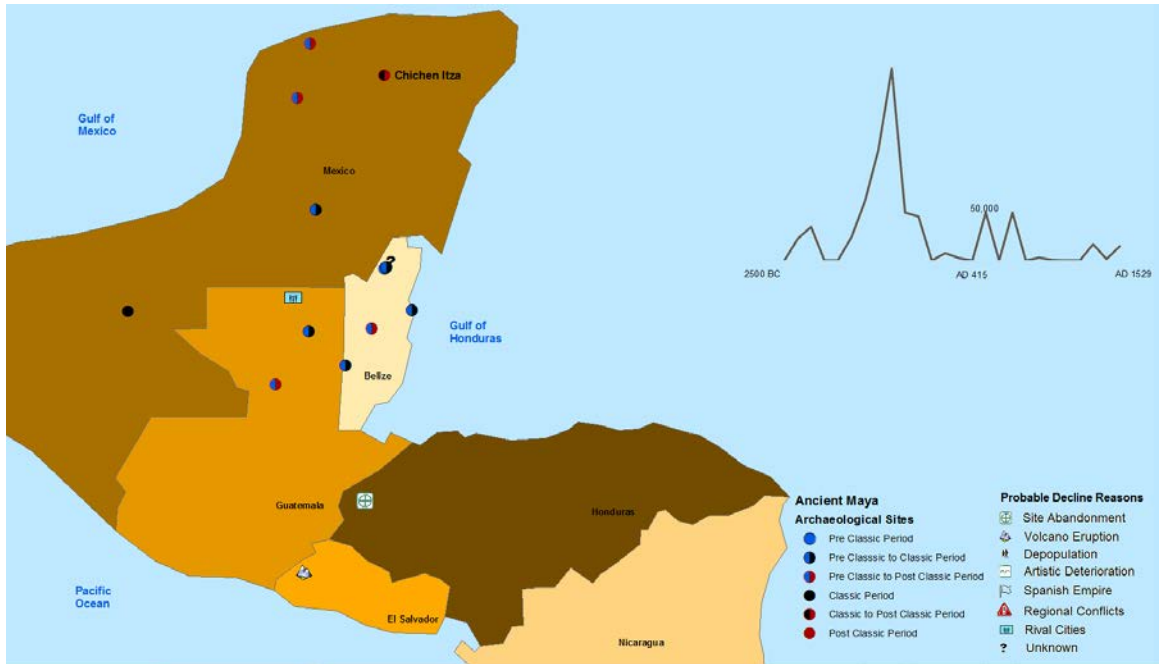 Chichen Itza
Gulf of
Mexico
Mexico
50,000
2500 BC
AD 415
AD 1529
?
Gulf of
Honduras
Belize
Guatemala
Honduras
Pacific
Ocean
El Salvador
Nicaragua
Ancient Maya
Archaeological Sites
Pre Classic Period
Pre Classsic to Classic Period
Pre Classic to Post Classic Period
Classic Period
Classic to Post Classic Period
Post Classic Period
Probable Decline Reasons
Site Abandonment
Volcano Eruption
Depopulation
Artistic Deterioration
Spanish Empire
Regional Conflicts
Rival Cities
? Unknown